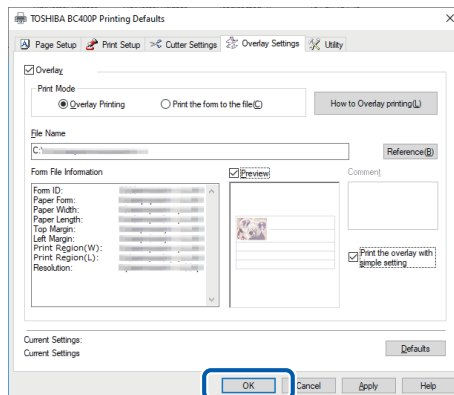 TOSHIBA BC400P Printing Defaults
Page Setup Print Setup Cutter Settings Overlay Settings Utility
Overlay
Print Mode
Overlay Printing Print the form to the file(C) How to Overlay printing(L)
File Name
C:\ Reference(B)
Form File Information Preview Comment
Form ID:
Paper Form:
Paper Width:
Paper Length:
Top Margin:
Left Margin:
Print Region(W):
Print Region(L):
Resolution:
Print the overlay with
simple setting
Current Settings:
Current Settings
Defaults
OK Cancel Apply Help